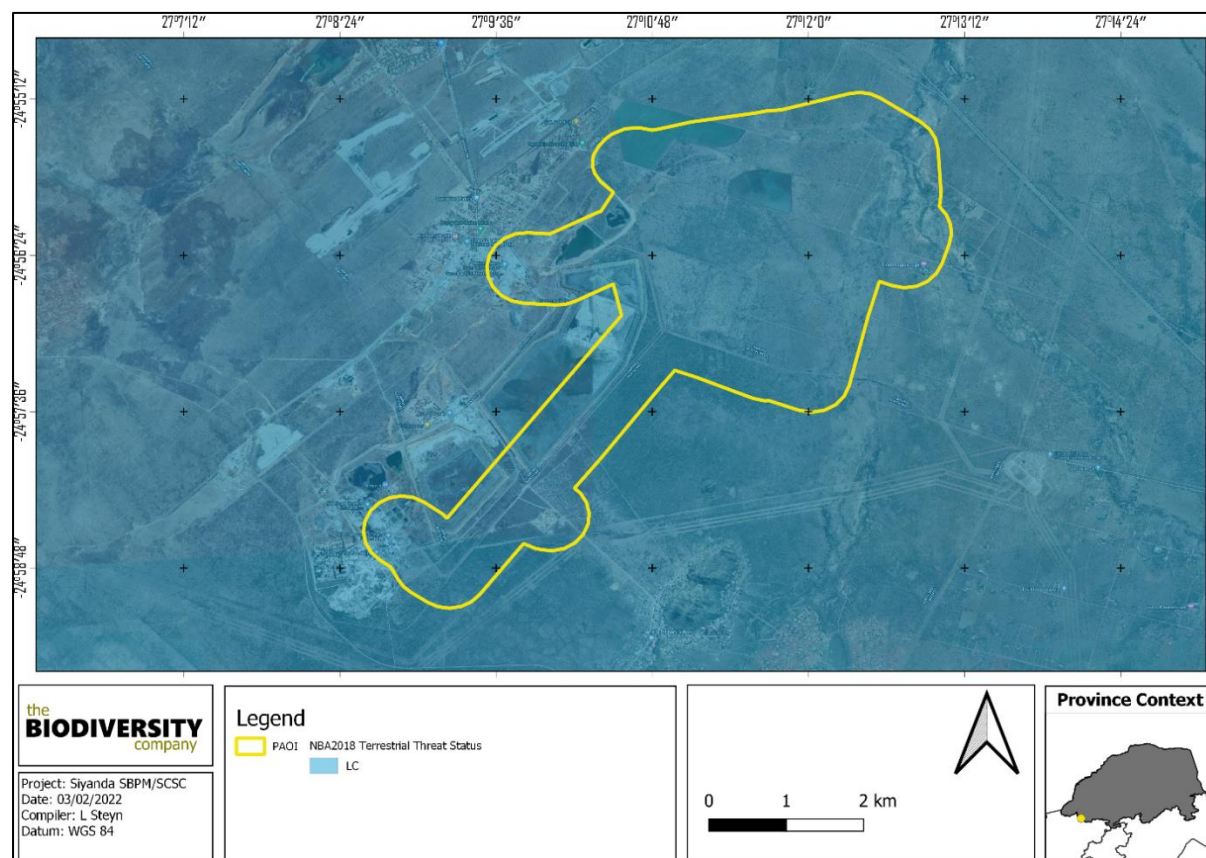 27°7'12" 27°8'24" 27°9'36" 27°10'48" 27°12'0" 27°13'12" 27°14'24"
-24°55'12"
-24°56'24"
-24°57'36"
-24°58'48"
the
BIODIVERSITY
company
Project: Siyanda SBPM/SCSC
Date: 03/02/2022
Compiler: L Steyn
Datum: WGS 84
Legend
PAOI NBA2018 Terrestrial Threat Status
LC
0 1 2 km
Province Context